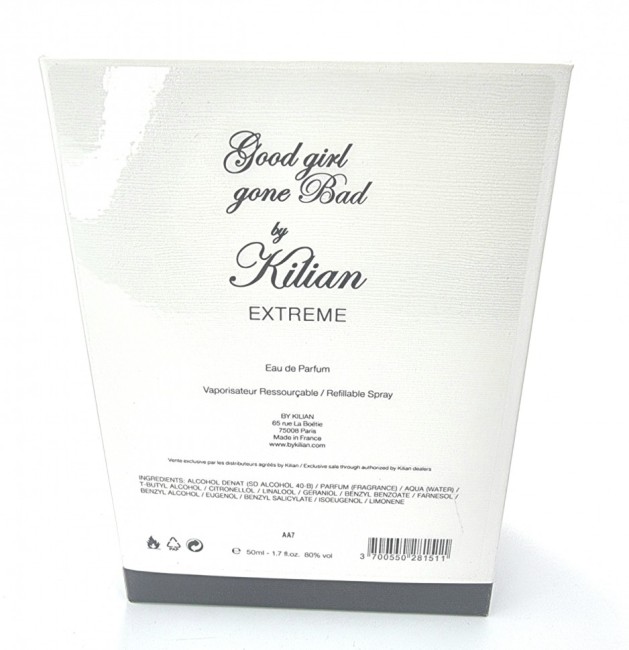 Good girl
gone Bad
by
Kilian
EXTREME
Eau de Parfum
Vaporisateur Ressourçable / Refillable Spray
BY KILIAN
65 rue La Boëtie
75008 Paris
Made in France
www.bykilian.com
Vente exclusive par les distributeurs agréés by Kilian / Exclusive sale through authorized by Kilian dealers
INGREDIENTS: ALCOHOL DENAT (SD ALCOHOL 40-B) / PARFUM (FRAGRANCE) / AQUA (WATER) /
T-BUTYL ALCOHOL / CITRONELLOL / LINALOOL / GERANIOL / BENZYL BENZOATE / FARNESOL /
BENZYL ALCOHOL / EUGENOL / BENZYL SALICYLATE / ISOEUGENOL / LIMONENE
AA7
e 50ml - 1.7 fl.oz. 80% vol
3 700550 281511